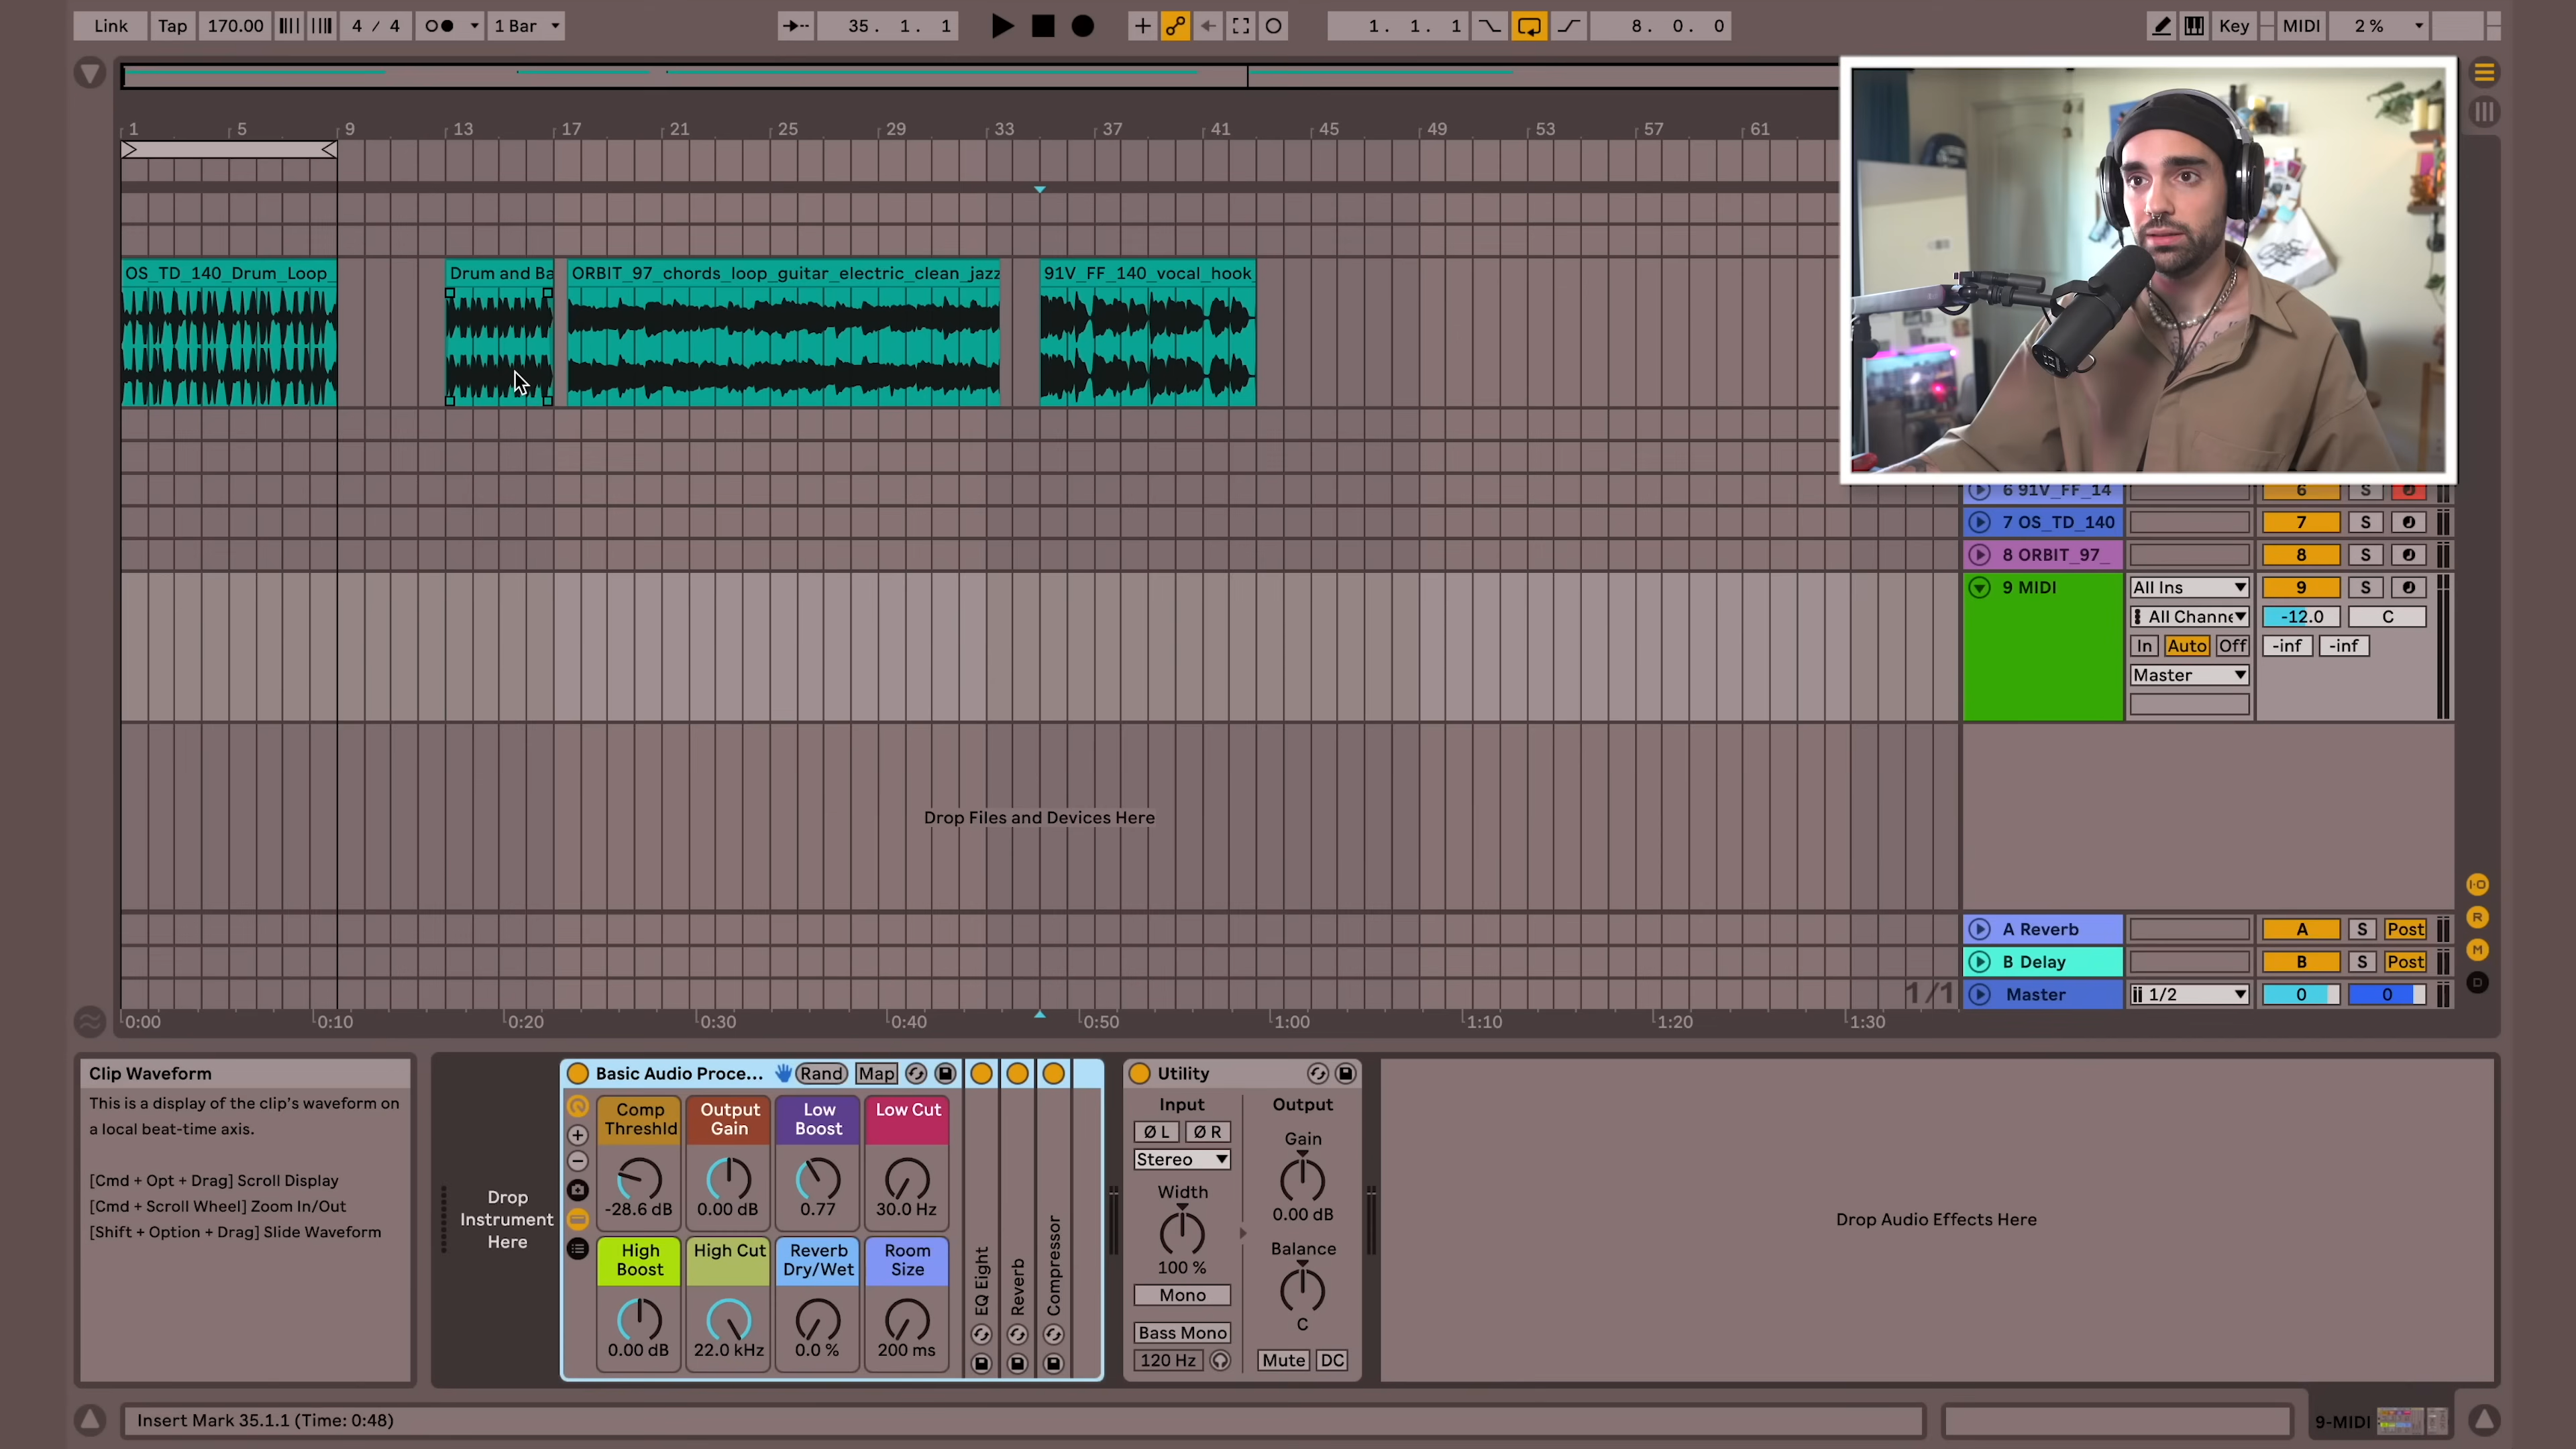 Link Tap 170.00 4 / 4 1 Bar 35. 1. 1 1. 1. 1 8. 0. 0 Key MIDI 2 %
1 5 9 13 17 21 25 29 33 37 41 45 49 53 57 61
OS_TD_140_Drum_Loop_ Drum and Ba ORBIT_97_chords_loop_guitar_electric_clean_jazz 91V_FF_140_vocal_hook_
6 91V_FF_14 6 S
7 OS_TD_140 7 S
8 ORBIT_97_ 8 S
9 MIDI All Ins 9 S
All Channe -12.0 C
In Auto Off -inf -inf
Master
Drop Files and Devices Here
A Reverb A S Post
B Delay B S Post
1/1 Master 1/2 0 0
0:00 0:10 0:20 0:30 0:40 0:50 1:00 1:10 1:20 1:30
I·O
R
M
D
Clip Waveform
This is a display of the clip's waveform on
a local beat-time axis.
[Cmd + Opt + Drag] Scroll Display
[Cmd + Scroll Wheel] Zoom In/Out
[Shift + Option + Drag] Slide Waveform
Drop
Instrument
Here
Basic Audio Proce... Rand Map
Comp
Threshld
Output
Gain
Low
Boost
Low Cut
-28.6 dB 0.00 dB 0.77 30.0 Hz
High
Boost
High Cut
Reverb
Dry/Wet
Room
Size
0.00 dB 22.0 kHz 0.0 % 200 ms
EQ Eight
Reverb
Compressor
Utility
Input Output
Ø L Ø R
Stereo
Gain
0.00 dB
Width
100 %
Balance
C
Mono
Bass Mono
120 Hz
Mute DC
Drop Audio Effects Here
Insert Mark 35.1.1 (Time: 0:48)
9-MIDI